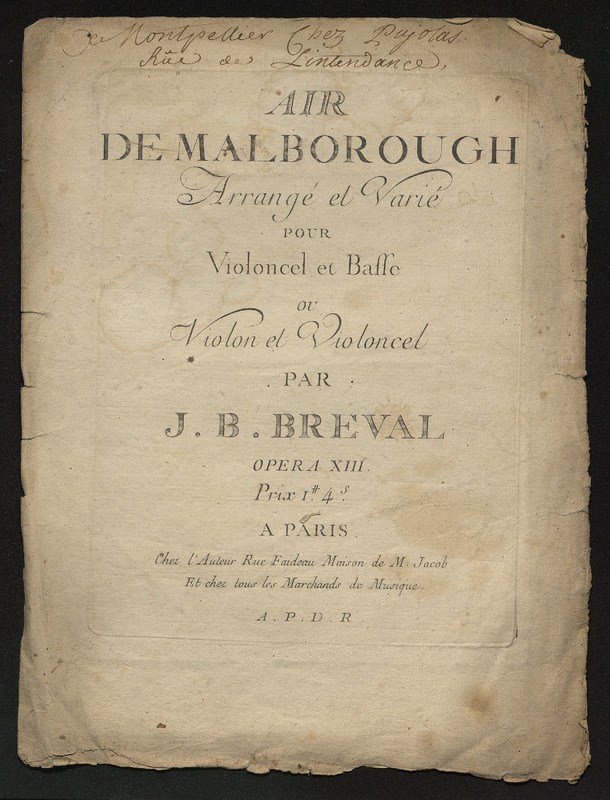 Montpellier Chez Pujolas.
Rüe de Lintendance,
AIR
DE MALBOROUGH
Arrangé et Varié
POUR
Violoncel et Baſſe
OU
Violon et Violoncel
. PAR .
J. B. BREVAL
OPERA XIII.
Prix 1.# 4.s
A PARIS.
Chez l'Auteur Rue Faideau Maison de M. Jacob
Et chez tous les Marchands de Musique.
A. P. D. R